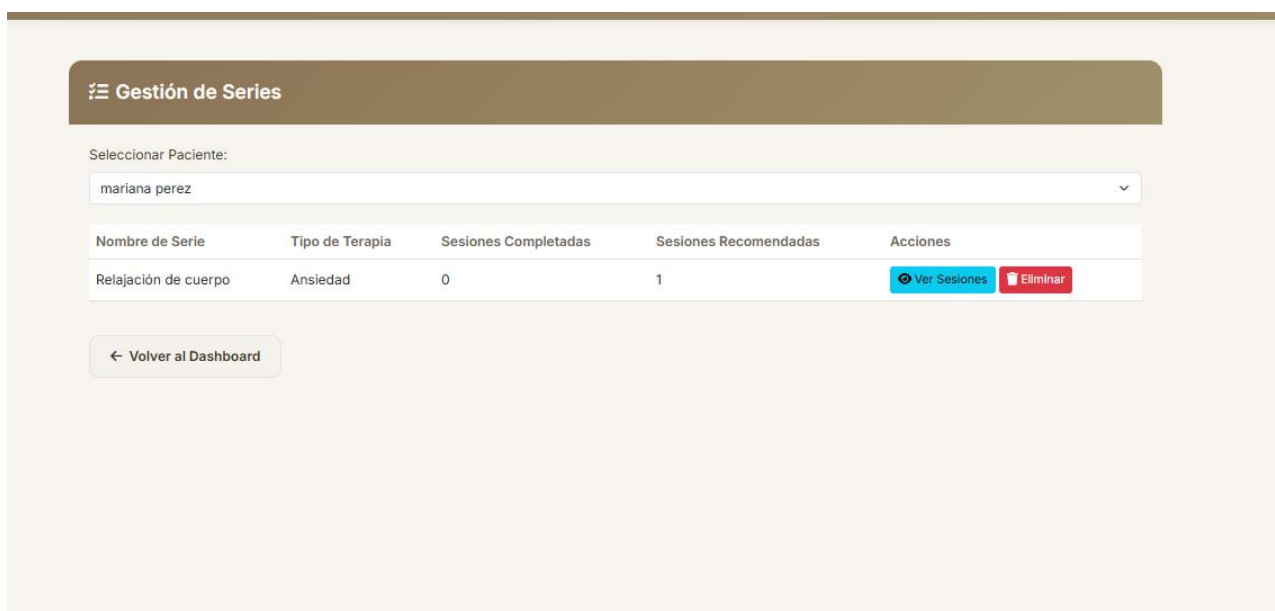 Gestión de Series
Seleccionar Paciente:
mariana perez
Nombre de Serie Tipo de Terapia Sesiones Completadas Sesiones Recomendadas Acciones
Relajación de cuerpo Ansiedad 0 1 Ver Sesiones Eliminar
← Volver al Dashboard